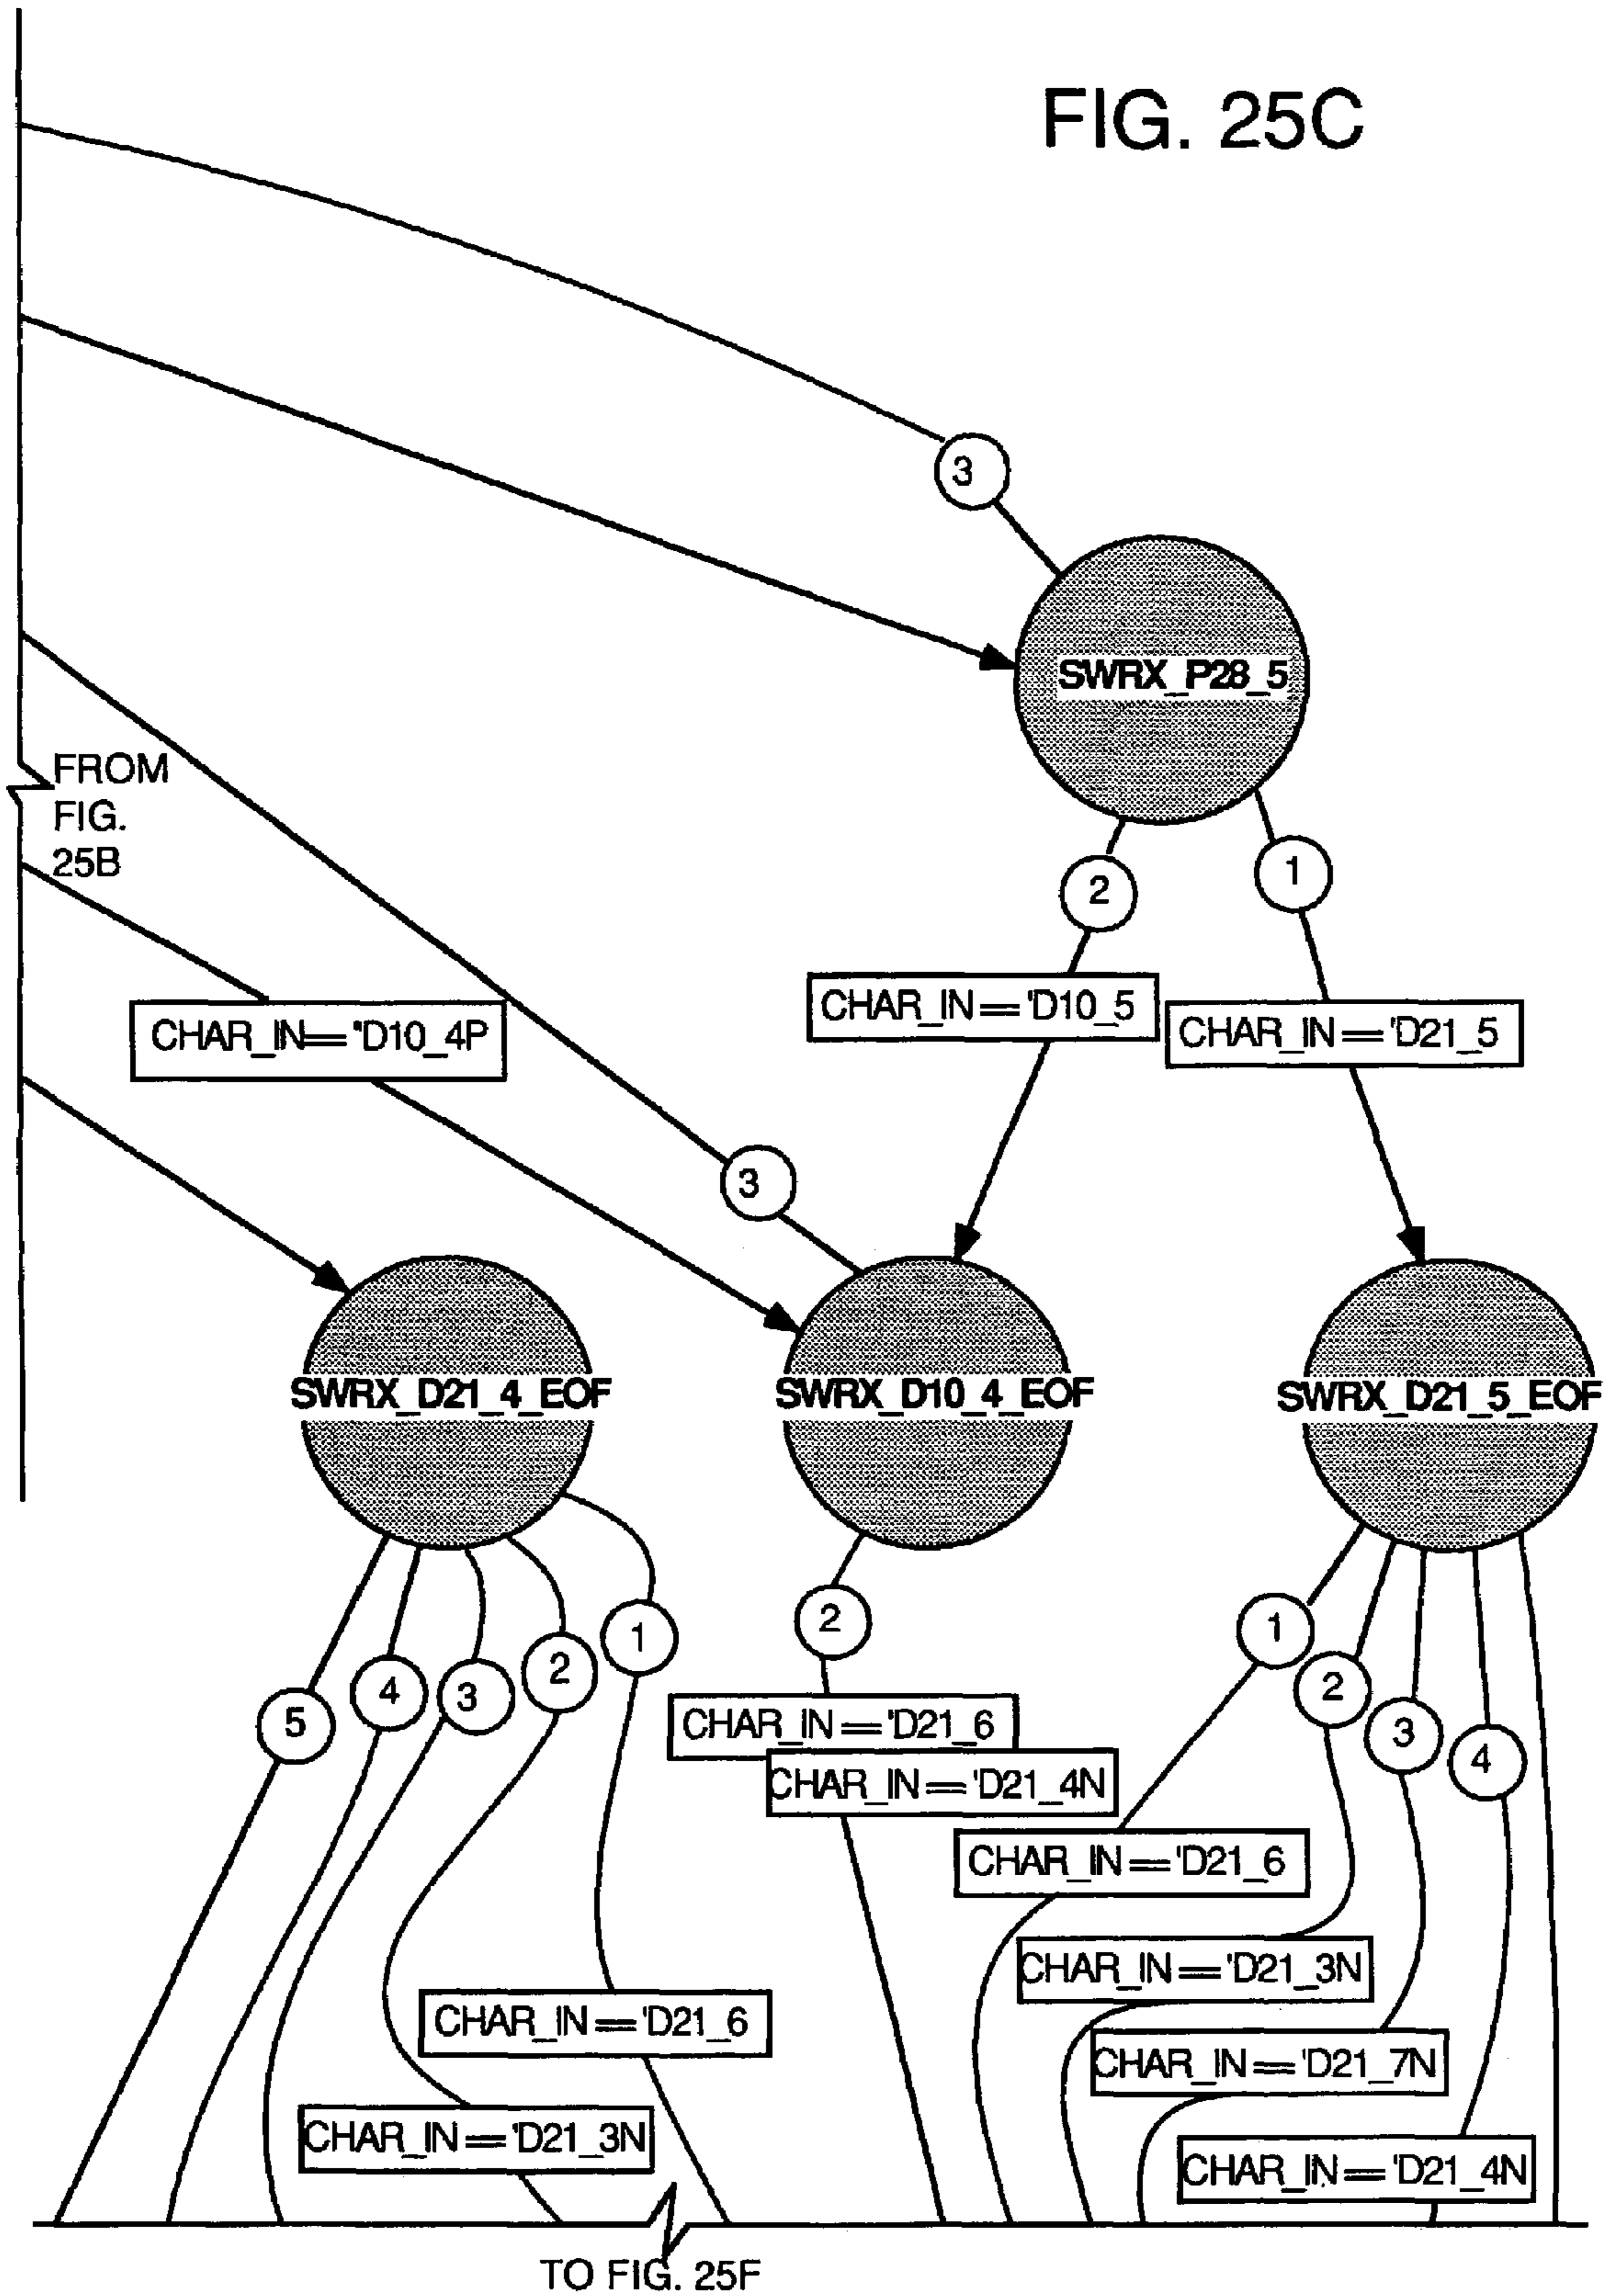 FIG. 25C
3
SWRX_P28_5
FROM
FIG.
25B
2
1
CHAR_IN=='D10_5
CHAR_IN=='D21_5
CHAR_IN=="D10_4P
3
SWRX_D21_4_EOF
SWRX_D10_4_EOF
SWRX_D21_5_EOF
5
4
3
2
1
2
1
2
3
4
CHAR_IN=='D21_6
CHAR_IN=='D21_4N
CHAR_IN=='D21_6
CHAR_IN=='D21_3N
CHAR_IN=='D21_6
CHAR_IN=='D21_7N
CHAR_IN=='D21_3N
CHAR_IN=='D21_4N
TO FIG. 25F